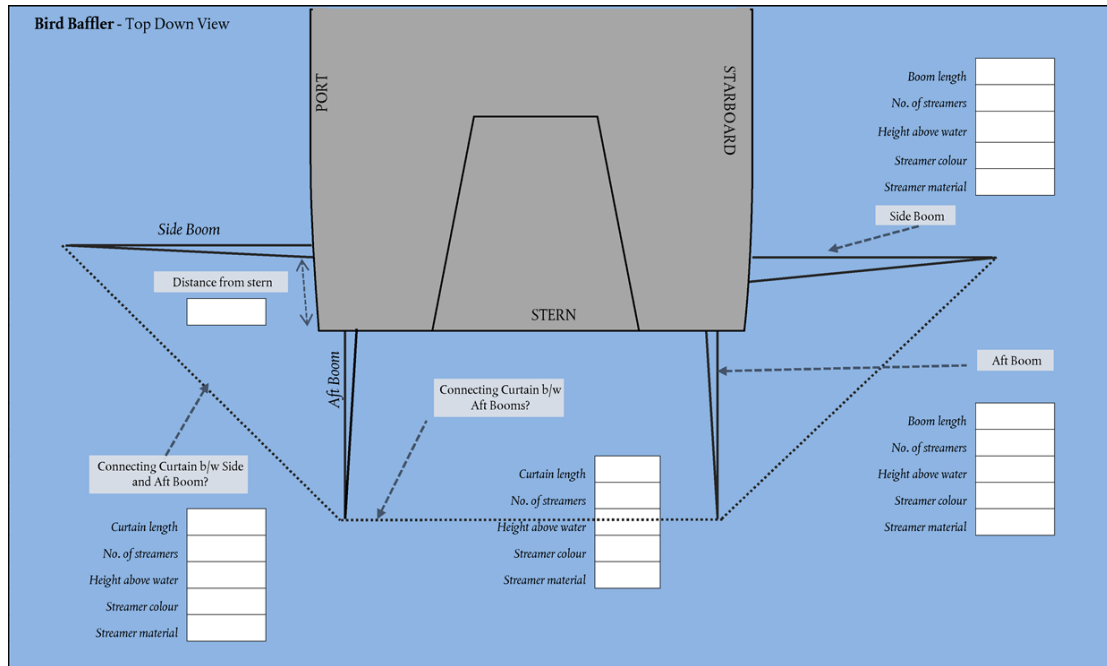 Bird Baffler - Top Down View
PORT
STARBOARD
Boom length
No. of streamers
Height above water
Streamer colour
Streamer material
Side Boom
Side Boom
Distance from stern
STERN
Aft Boom
Aft Boom
Connecting Curtain b/w
Aft Booms?
Connecting Curtain b/w Side
and Aft Boom?
Boom length
No. of streamers
Height above water
Streamer colour
Streamer material
Curtain length
No. of streamers
Height above water
Streamer colour
Streamer material
Curtain length
No. of streamers
Height above water
Streamer colour
Streamer material